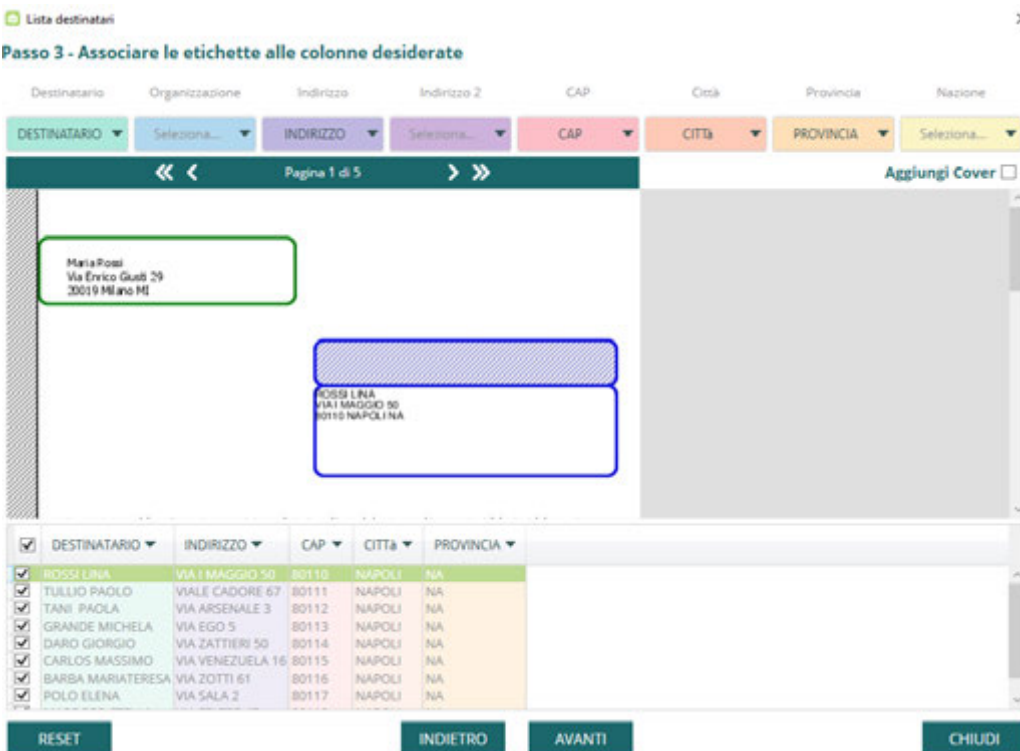 Lista destinatari
Passo 3 - Associare le etichette alle colonne desiderate
Destinatario Organizzazione Indirizzo Indirizzo 2 CAP Città Provincia Nazione
DESTINATARIO Seleziona... INDIRIZZO Seleziona... CAP CITTà PROVINCIA Seleziona...
Pagina 1 di 5 Aggiungi Cover
Maria Rossi
Via Enrico Giusti 29
20019 Milano MI
ROSSI LINA
VIA I MAGGIO 50
80110 NAPOLI NA
DESTINATARIO INDIRIZZO CAP CITTà PROVINCIA
ROSSI LINA VIA I MAGGIO 50 80110 NAPOLI NA
TULLIO PAOLO VIALE CADORE 67 80111 NAPOLI NA
TANI PAOLA VIA ARSENALE 3 80112 NAPOLI NA
GRANDE MICHELA VIA EGO 5 80113 NAPOLI NA
DARO GIORGIO VIA ZATTIERI 50 80114 NAPOLI NA
CARLOS MASSIMO VIA VENEZUELA 16 80115 NAPOLI NA
BARBA MARIATERESA VIA ZOTTI 61 80116 NAPOLI NA
POLO ELENA VIA SALA 2 80117 NAPOLI NA
RESET INDIETRO AVANTI CHIUDI